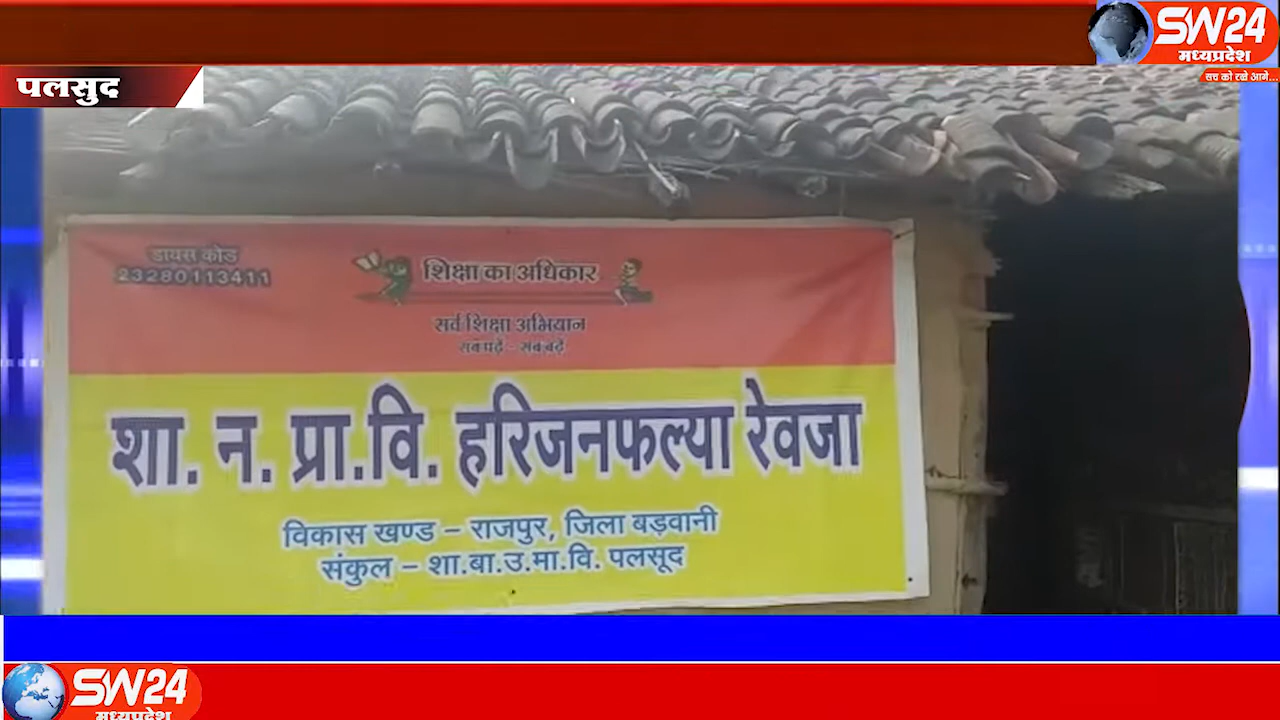 SW24
मध्यप्रदेश
सच को रखे आगे...
पलसुद
डायस कोड
23280113411
शिक्षा का अधिकार
सर्व शिक्षा अभियान
सब पढ़ें - सब बढ़ें
शा. न. प्रा.वि. हरिजनफल्या रेवजा
विकास खण्ड – राजपुर, जिला बड़वानी
संकुल – शा.बा.उ.मा.वि. पलसूद
SW24
मध्यप्रदेश